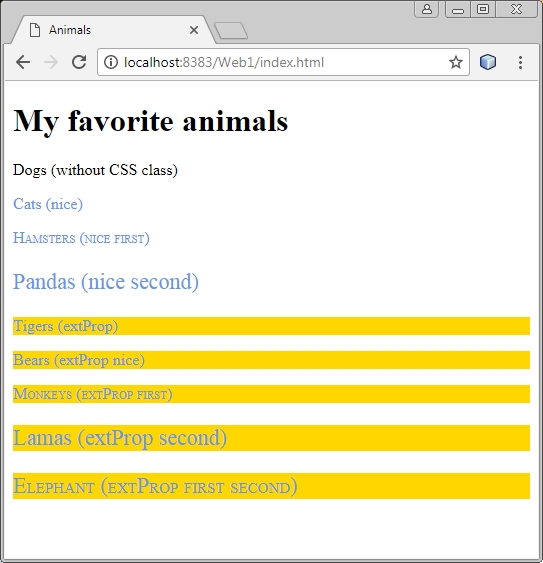 Animals
localhost:8383/Web1/index.html
My favorite animals
Dogs (without CSS class)
Cats (nice)
Hamsters (nice first)
Pandas (nice second)
Tigers (extProp)
Bears (extProp nice)
Monkeys (extProp first)
Lamas (extProp second)
Elephant (extProp first second)